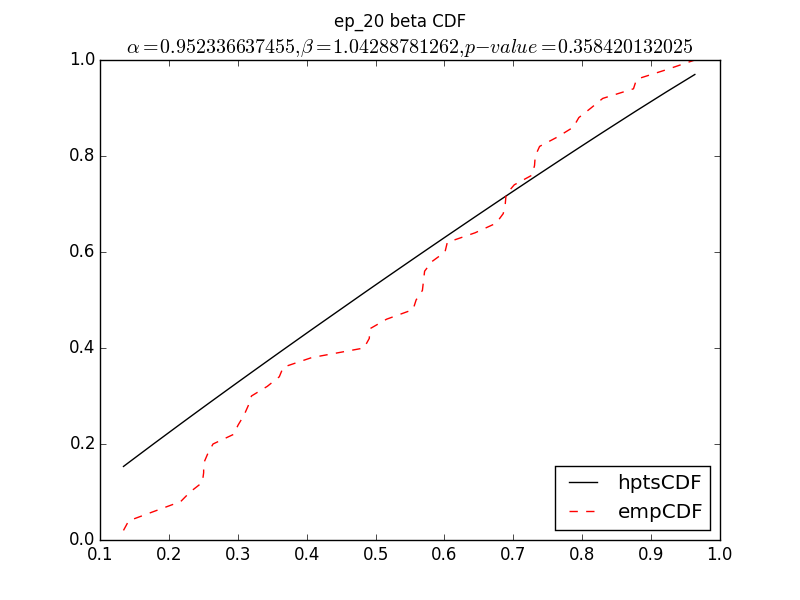 ep_20 beta CDF
α=0.952336637455,β=1.04288781262,p−value=0.358420132025
1.0
0.8
0.6
0.4
0.2
0.0
0.1 0.2 0.3 0.4 0.5 0.6 0.7 0.8 0.9 1.0
hptsCDF
empCDF